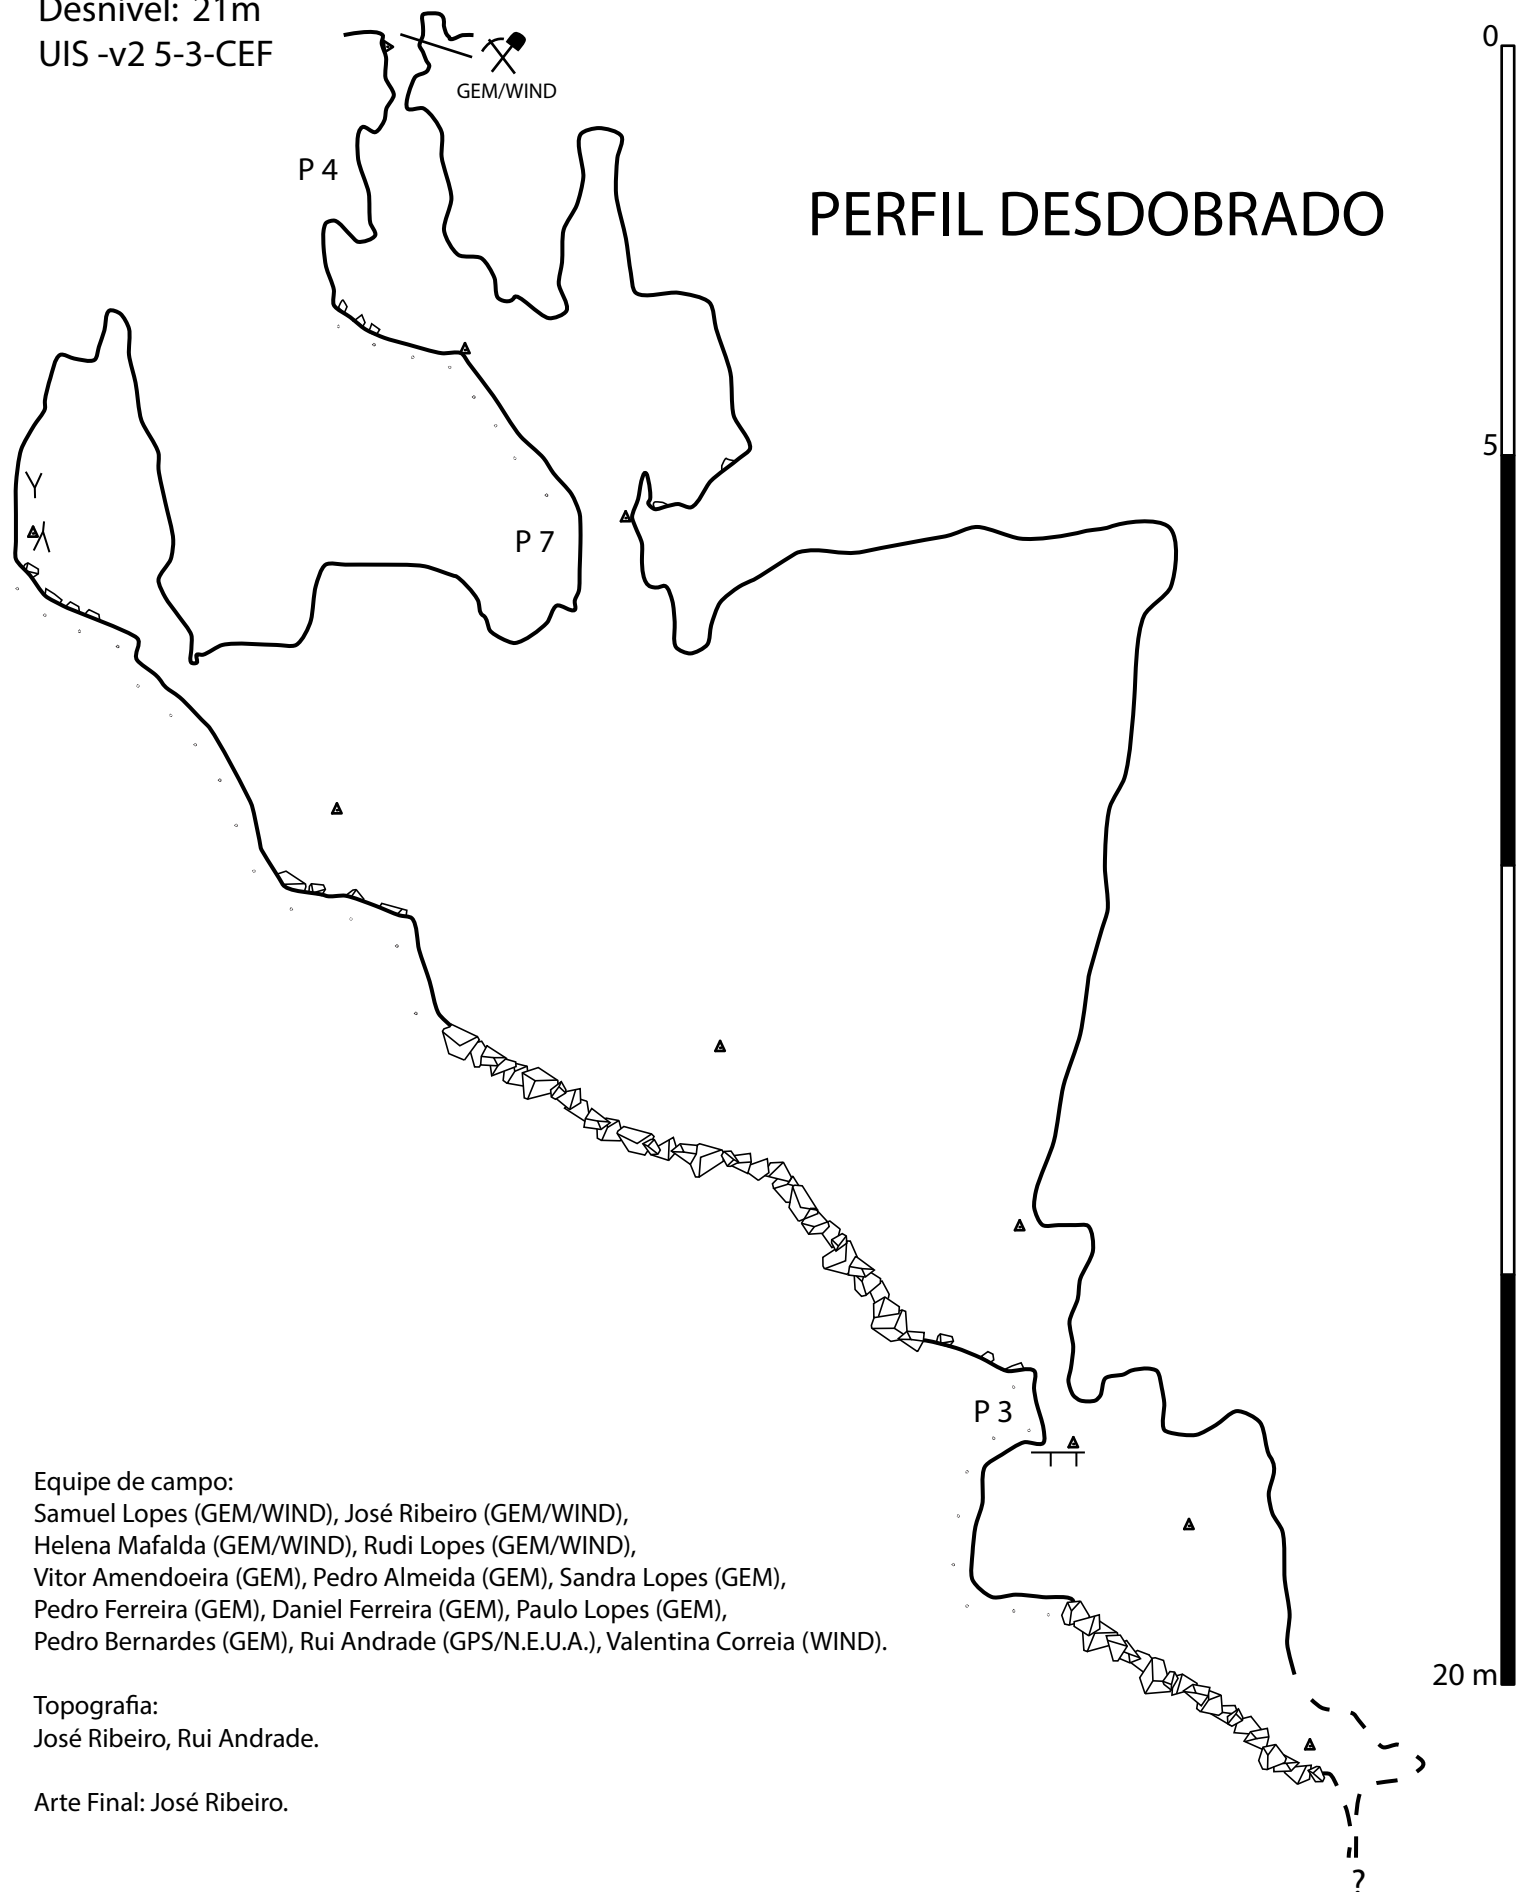 Desnível: 21m
UIS -v2 5-3-CEF
GEM/WIND
0
P 4
PERFIL DESDOBRADO
5
P 7
P 3
Equipe de campo:
Samuel Lopes (GEM/WIND), José Ribeiro (GEM/WIND),
Helena Mafalda (GEM/WIND), Rudi Lopes (GEM/WIND),
Vitor Amendoeira (GEM), Pedro Almeida (GEM), Sandra Lopes (GEM),
Pedro Ferreira (GEM), Daniel Ferreira (GEM), Paulo Lopes (GEM),
Pedro Bernardes (GEM), Rui Andrade (GPS/N.E.U.A.), Valentina Correia (WIND).
20 m
Topografia:
José Ribeiro, Rui Andrade.
Arte Final: José Ribeiro.
?